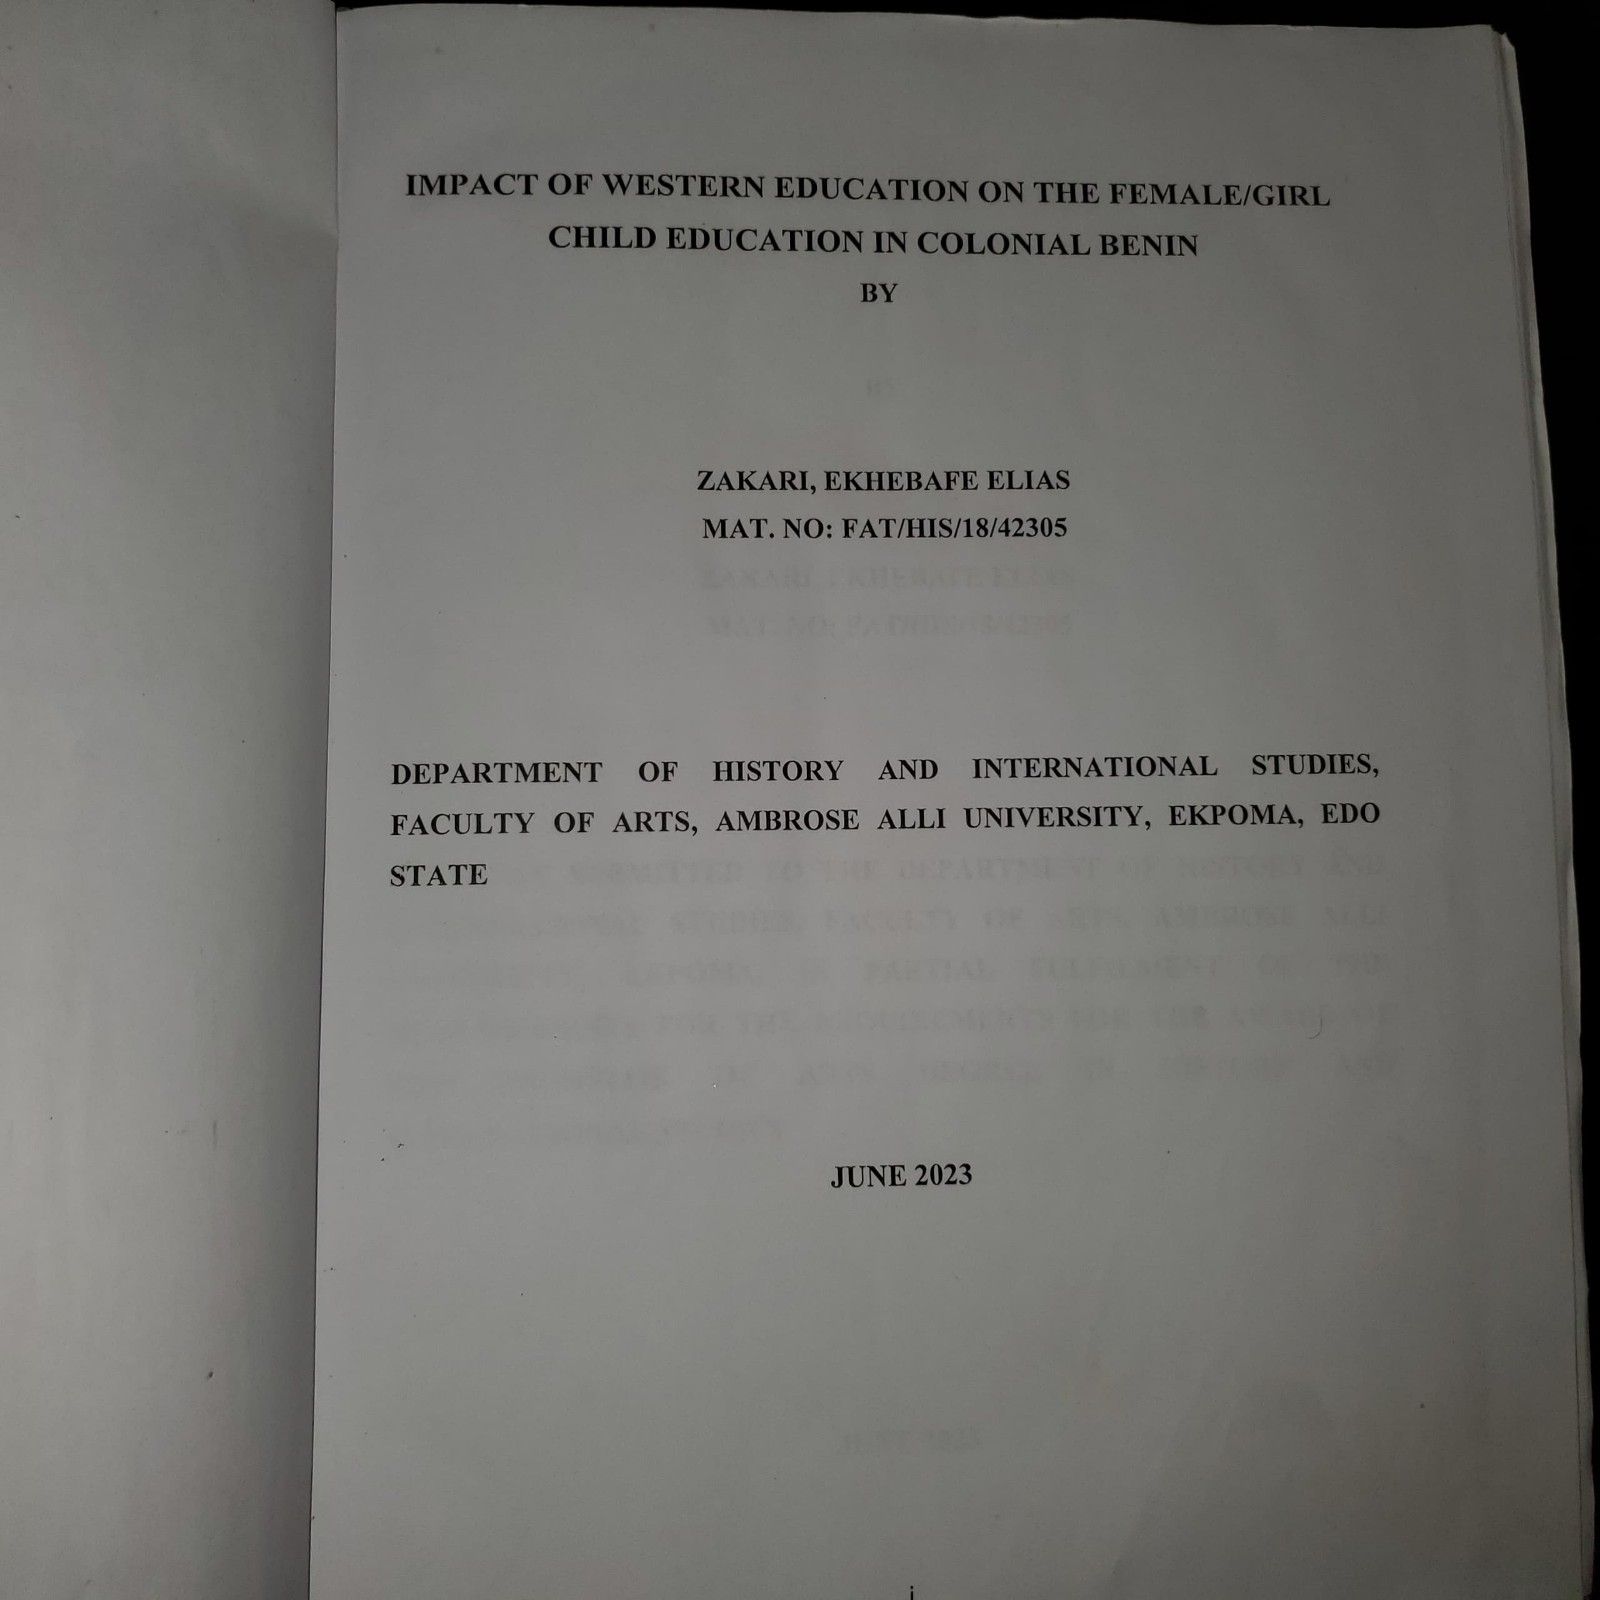 IMPACT OF WESTERN EDUCATION ON THE FEMALE/GIRL
CHILD EDUCATION IN COLONIAL BENIN
BY
ZAKARI, EKHEBAFE ELIAS
MAT. NO: FAT/HIS/18/42305
DEPARTMENT OF HISTORY AND INTERNATIONAL STUDIES,
FACULTY OF ARTS, AMBROSE ALLI UNIVERSITY, EKPOMA, EDO
STATE
JUNE 2023
i